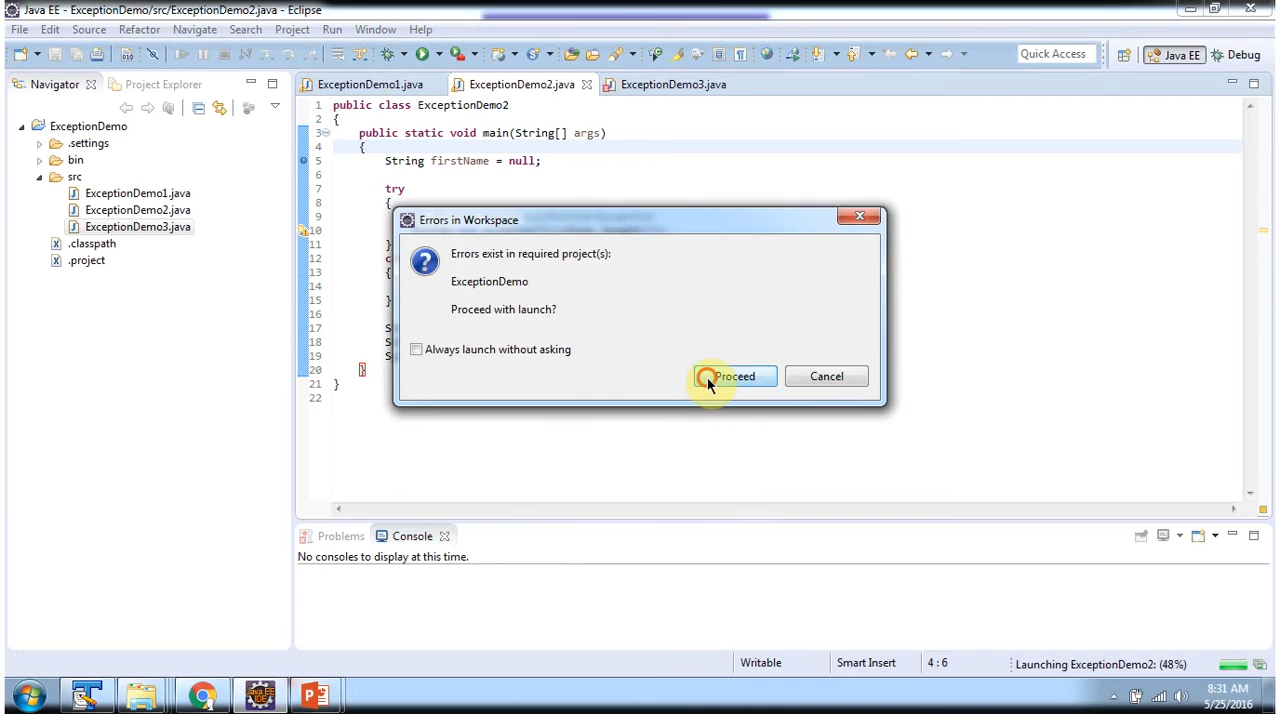 Java EE - ExceptionDemo/src/ExceptionDemo2.java - Eclipse
File Edit Source Refactor Navigate Search Project Run Window Help
Quick Access Java EE Debug
Navigator Project Explorer
ExceptionDemo1.java ExceptionDemo2.java ExceptionDemo3.java
ExceptionDemo
.settings
bin
src
ExceptionDemo1.java
ExceptionDemo2.java
ExceptionDemo3.java
.classpath
.project
1 public class ExceptionDemo2
2 {
3 public static void main(String[] args)
4 {
5 String firstName = null;
6
7 try
8 {
9
10
11 }
12 c
13 {
14
15 }
16
17 S
18 S
19 S
20 }
21 }
22
Errors in Workspace
Errors exist in required project(s):
ExceptionDemo
Proceed with launch?
Always launch without asking
Proceed Cancel
Problems Console
No consoles to display at this time.
Writable Smart Insert 4 : 6 Launching ExceptionDemo2: (48%)
Java EE
IDE
8:31 AM
5/25/2016